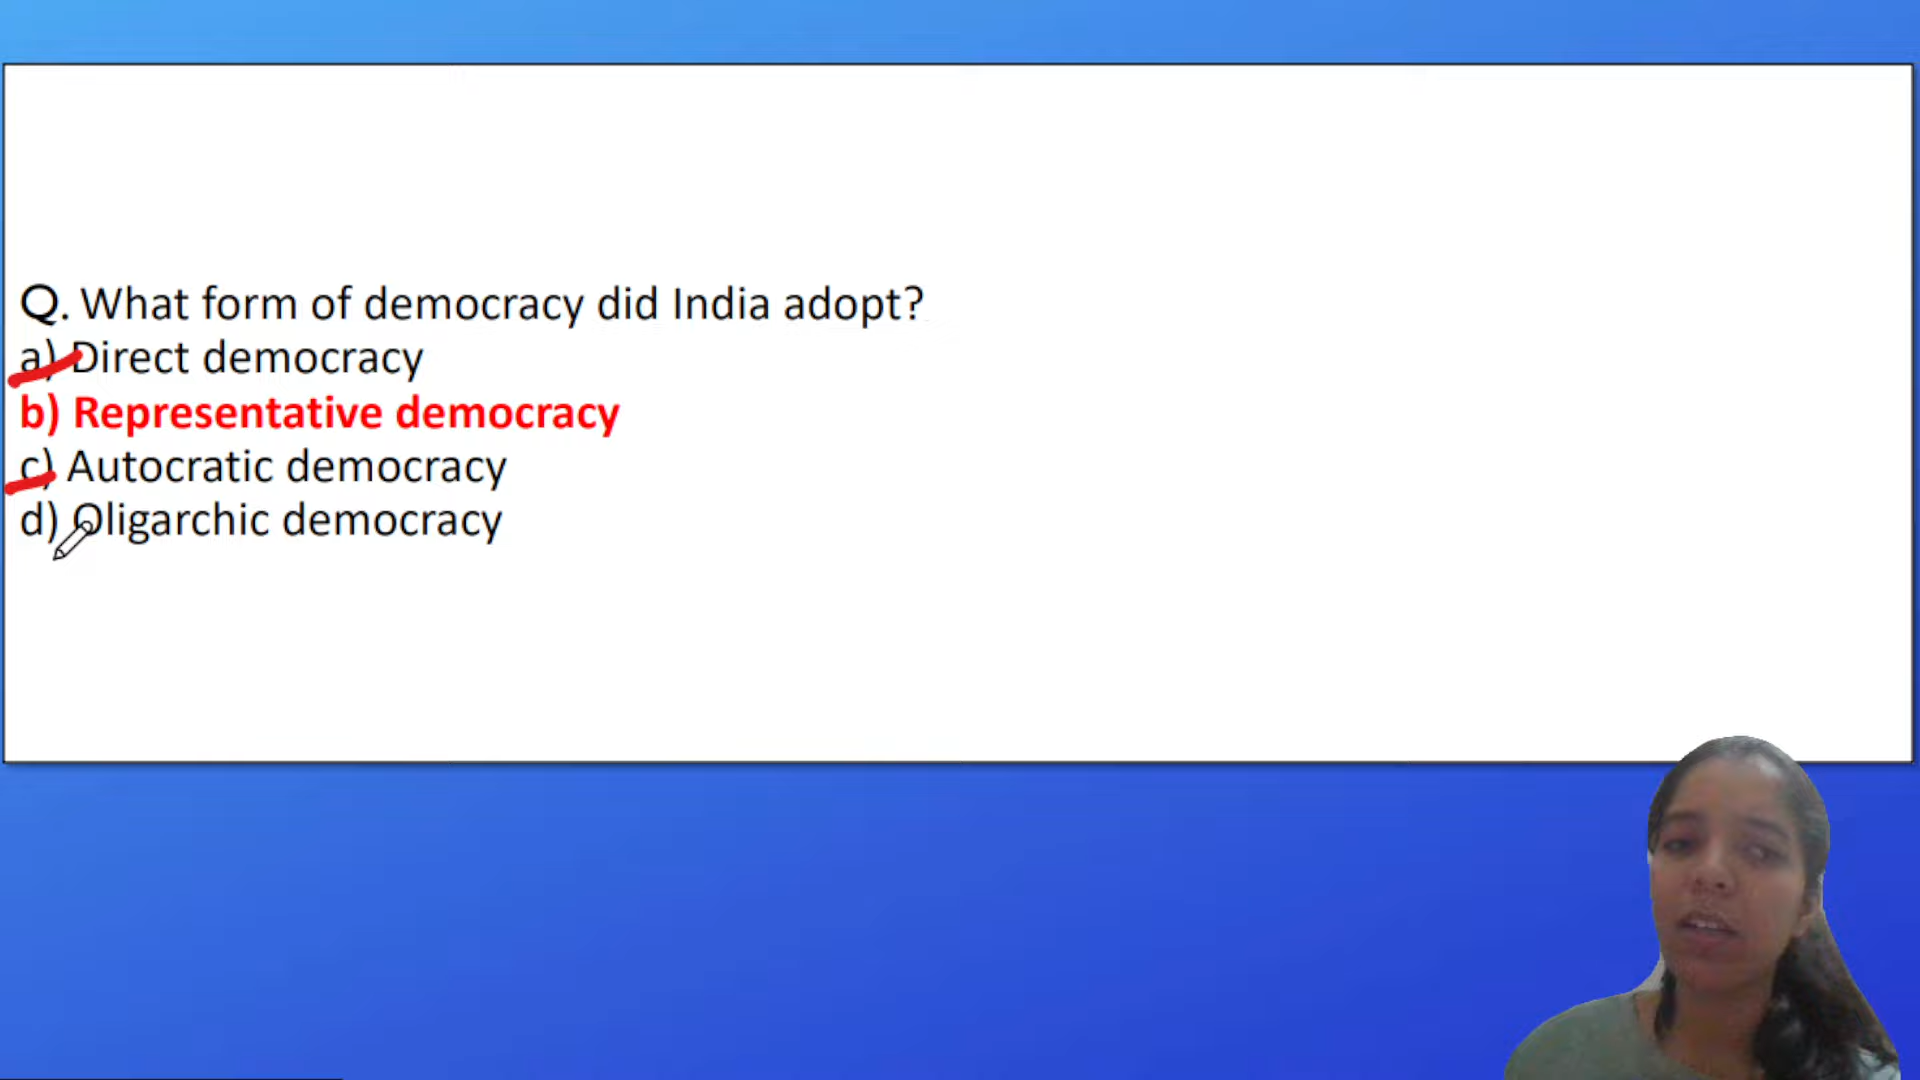 Q. What form of democracy did India adopt?
a) Direct democracy
b) Representative democracy
c) Autocratic democracy
d) Oligarchic democracy